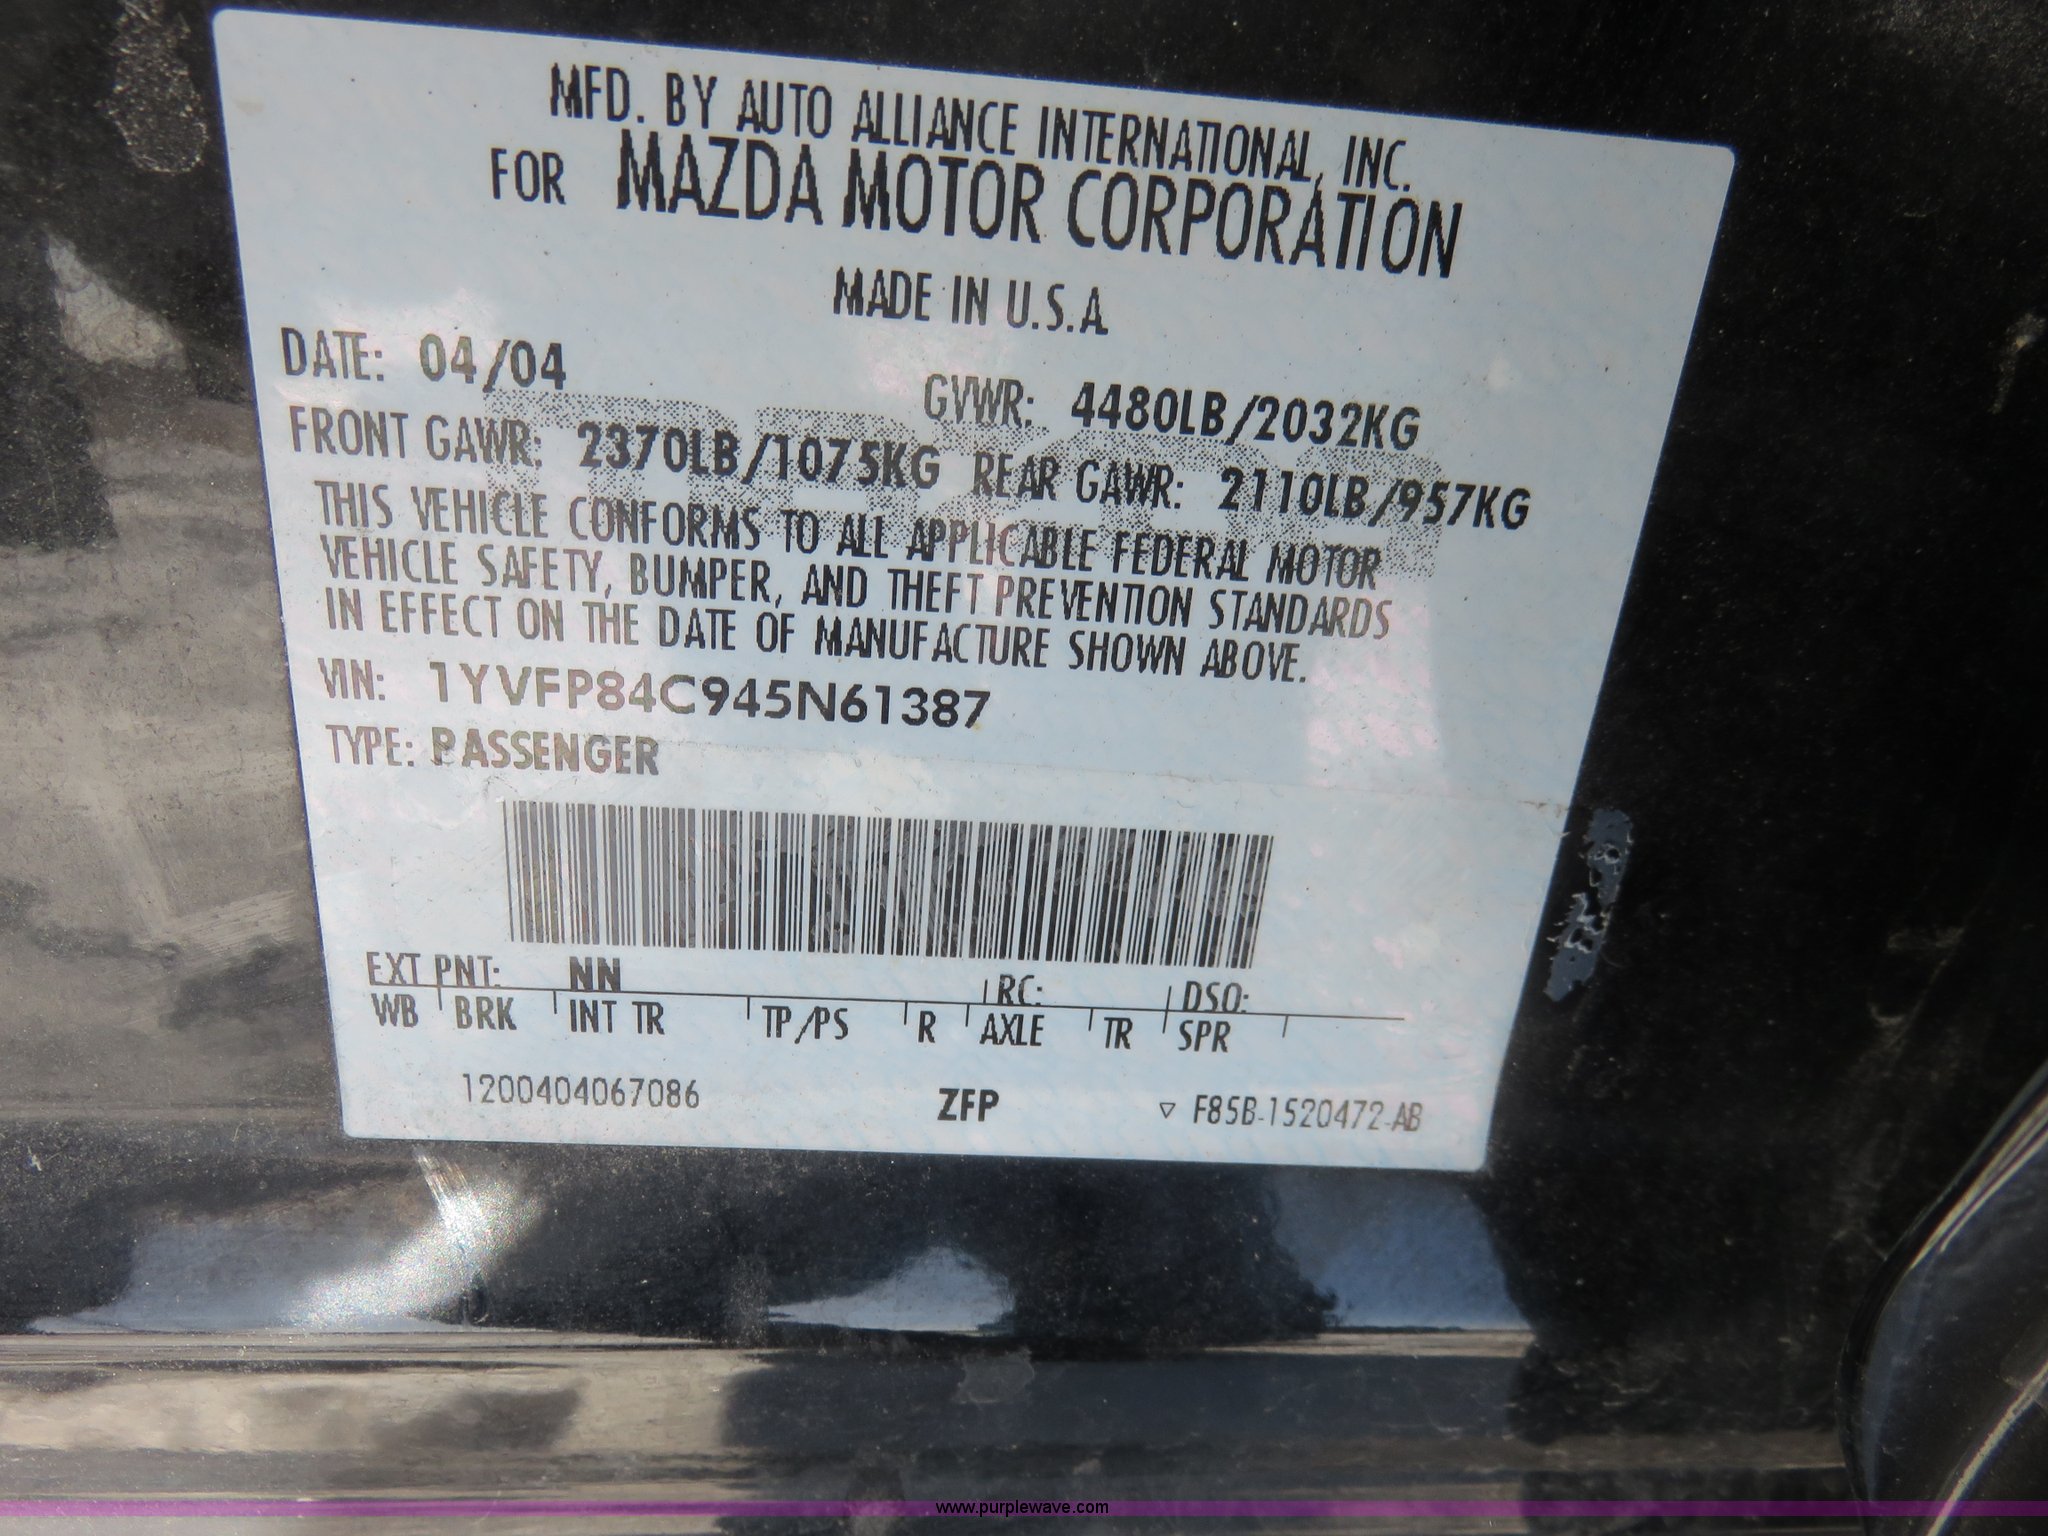 MFD. BY AUTO ALLIANCE INTERNATIONAL, INC.
FOR MAZDA MOTOR CORPORATION
MADE IN U.S.A.
DATE: 04/04
GVWR: 4480LB/2032KG
FRONT GAWR: 2370LB/1075KG REAR GAWR: 2110LB/957KG
THIS VEHICLE CONFORMS TO ALL APPLICABLE FEDERAL MOTOR
VEHICLE SAFETY, BUMPER, AND THEFT PREVENTION STANDARDS
IN EFFECT ON THE DATE OF MANUFACTURE SHOWN ABOVE.
VIN: 1YVFP84C945N61387
TYPE: PASSENGER
EXT PNT: NN RC: DSO:
WB BRK INT TR TP/PS R AXLE TR SPR
1200404067086 ZFP ▽ F85B-1520472-AB
www.purplewave.com